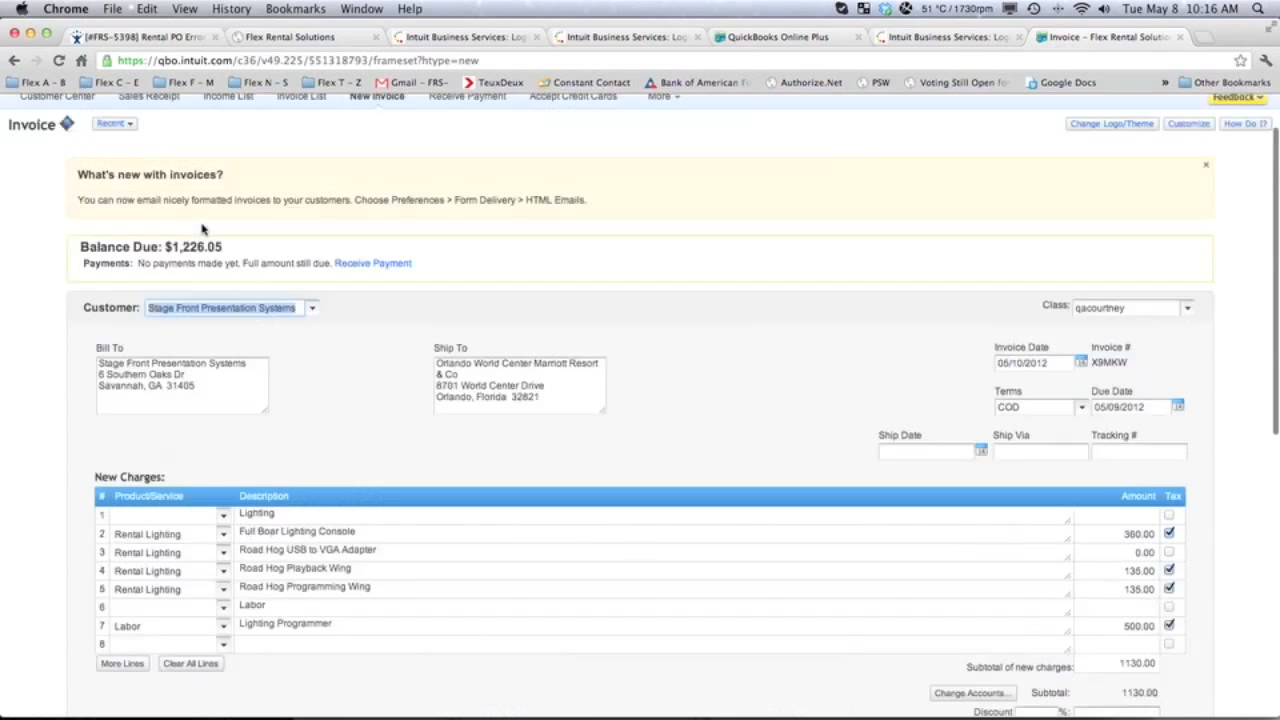 Chrome File Edit View History Bookmarks Window Help 51 °C / 1730rpm Tue May 8 10:16 AM
[#FRS-5398] Rental PO Erro Flex Rental Solutions Intuit Business Services: Log Intuit Business Services: Log QuickBooks Online Plus Intuit Business Services: Log Invoice – Flex Rental Solutio
https://qbo.intuit.com/c36/v49.225/551318793/frameset?htype=new
Flex A – B Flex C – E Flex F – M Flex N – S Flex T – Z Gmail – FRS– TeuxDeux Constant Contact Bank of American F Authorize.Net PSW Voting Still Open fo Google Docs » Other Bookmarks
Customer Center Sales Receipt Income List Invoice List New Invoice Receive Payment Accept Credit Cards More Feedback
Invoice Recent Change Logo/Theme Customize How Do I?
What's new with invoices?
You can now email nicely formatted invoices to your customers. Choose Preferences > Form Delivery > HTML Emails.
Balance Due: $1,226.05
Payments: No payments made yet. Full amount still due. Receive Payment
Customer: Stage Front Presentation Systems Class: qacourtney
Bill To Ship To Invoice Date Invoice #
Stage Front Presentation Systems Orlando World Center Marriott Resort 05/10/2012 X9MKW
6 Southern Oaks Dr & Co
Savannah, GA 31405 8701 World Center Drive
Orlando, Florida 32821
Terms Due Date
COD 05/09/2012
Ship Date Ship Via Tracking #
New Charges:
# Product/Service Description Amount Tax
1 Lighting
2 Rental Lighting Full Boar Lighting Console 360.00
3 Rental Lighting Road Hog USB to VGA Adapter 0.00
4 Rental Lighting Road Hog Playback Wing 135.00
5 Rental Lighting Road Hog Programming Wing 135.00
6 Labor
7 Labor Lighting Programmer 500.00
8
More Lines Clear All Lines Subtotal of new charges: 1130.00
Change Accounts... Subtotal: 1130.00
Discount %: